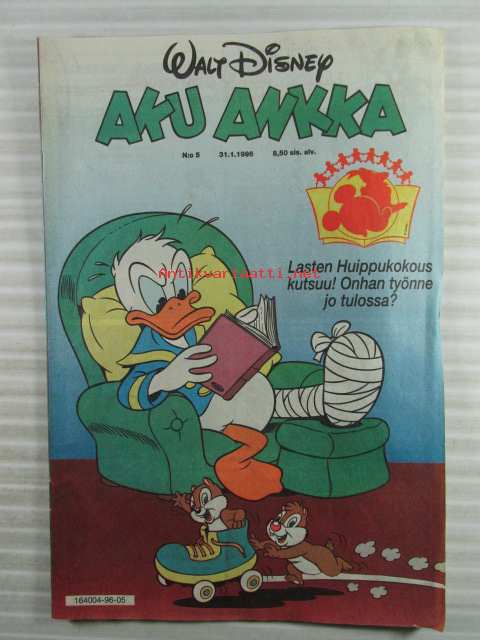 WALT DISNEY
AKU ANKKA
N:o 5 31.1.1996 8,50 sis. alv.
Lasten Huippukokous
kutsuu! Onhan työnne
jo tulossa?
Antikvariaatti.net
164004-96-05